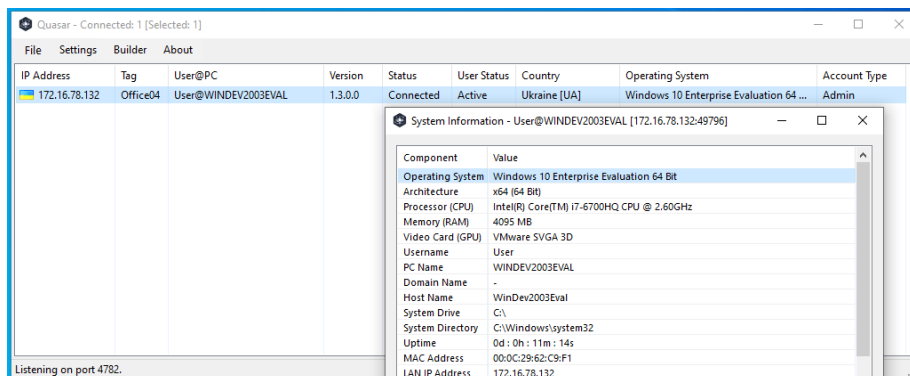 Quasar - Connected: 1 [Selected: 1]
File Settings Builder About
IP Address Tag User@PC Version Status User Status Country Operating System Account Type
172.16.78.132 Office04 User@WINDEV2003EVAL 1.3.0.0 Connected Active Ukraine [UA] Windows 10 Enterprise Evaluation 64 ... Admin
System Information - User@WINDEV2003EVAL [172.16.78.132:49796]
Component Value
Operating System Windows 10 Enterprise Evaluation 64 Bit
Architecture x64 (64 Bit)
Processor (CPU) Intel(R) Core(TM) i7-6700HQ CPU @ 2.60GHz
Memory (RAM) 4095 MB
Video Card (GPU) VMware SVGA 3D
Username User
PC Name WINDEV2003EVAL
Domain Name -
Host Name WinDev2003Eval
System Drive C:\
System Directory C:\Windows\system32
Uptime 0d : 0h : 11m : 14s
MAC Address 00:0C:29:62:C9:F1
LAN IP Address 172.16.78.132
Listening on port 4782.